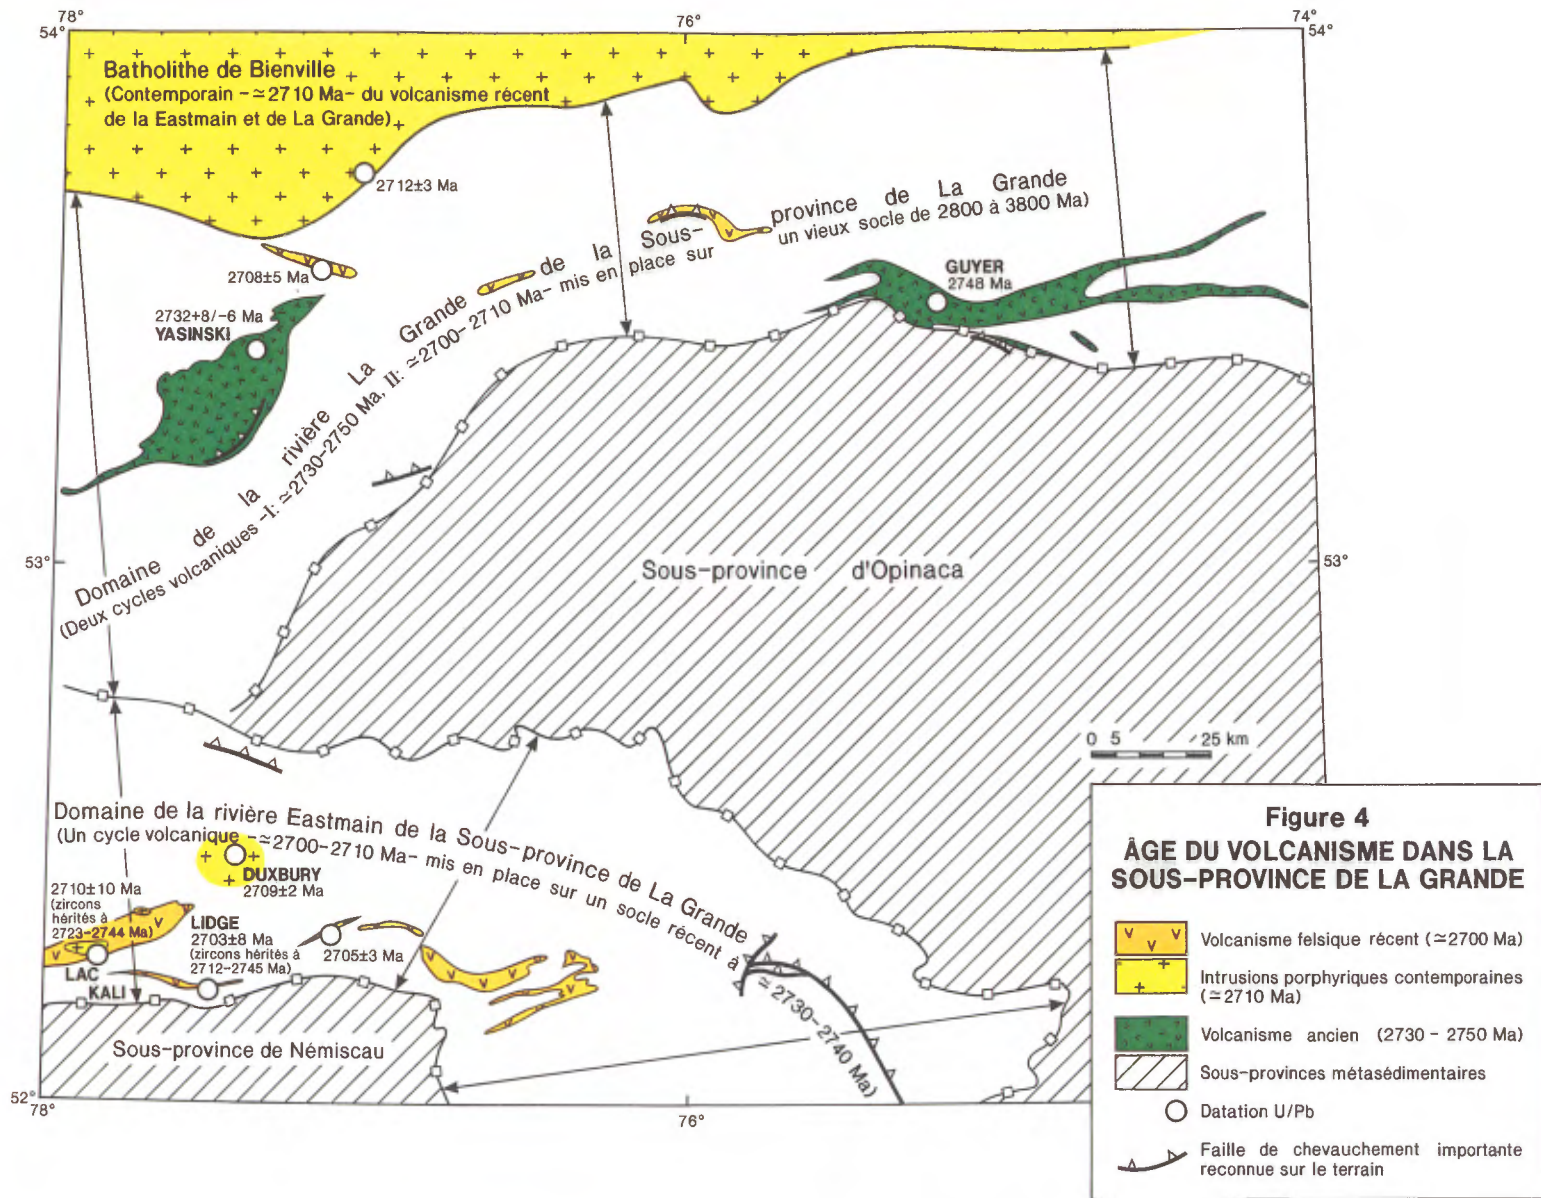 78°
76°
74°
54°
54°
Batholithe de Bienville
(Contemporain -≃2710 Ma- du volcanisme récent
de la Eastmain et de La Grande)
2712±3 Ma
2708±5 Ma
2732+8/-6 Ma
YASINSKI
GUYER
2748 Ma
Domaine de la rivière La Grande de la Sous-province de La Grande
(Deux cycles volcaniques -I: ≃2730-2750 Ma, II: ≃2700-2710 Ma- mis en place sur un vieux socle de 2800 à 3800 Ma)
53°
53°
Sous-province d'Opinaca
0 5 25 km
Domaine de la rivière Eastmain de la Sous-province de La Grande
(Un cycle volcanique -≃2700-2710 Ma- mis en place sur un socle récent à ≃2730-2740 Ma)
DUXBURY
2709±2 Ma
2710±10 Ma
(zircons
hérités à
2723-2744 Ma)
LAC
KALI
LIDGE
2703±8 Ma
(zircons hérités à
2712-2745 Ma)
2705±3 Ma
Sous-province de Némiscau
52°
78°
76°
Figure 4
ÂGE DU VOLCANISME DANS LA
SOUS-PROVINCE DE LA GRANDE
Volcanisme felsique récent (≃2700 Ma)
Intrusions porphyriques contemporaines
(≃2710 Ma)
Volcanisme ancien (2730 - 2750 Ma)
Sous-provinces métasédimentaires
Datation U/Pb
Faille de chevauchement importante
reconnue sur le terrain